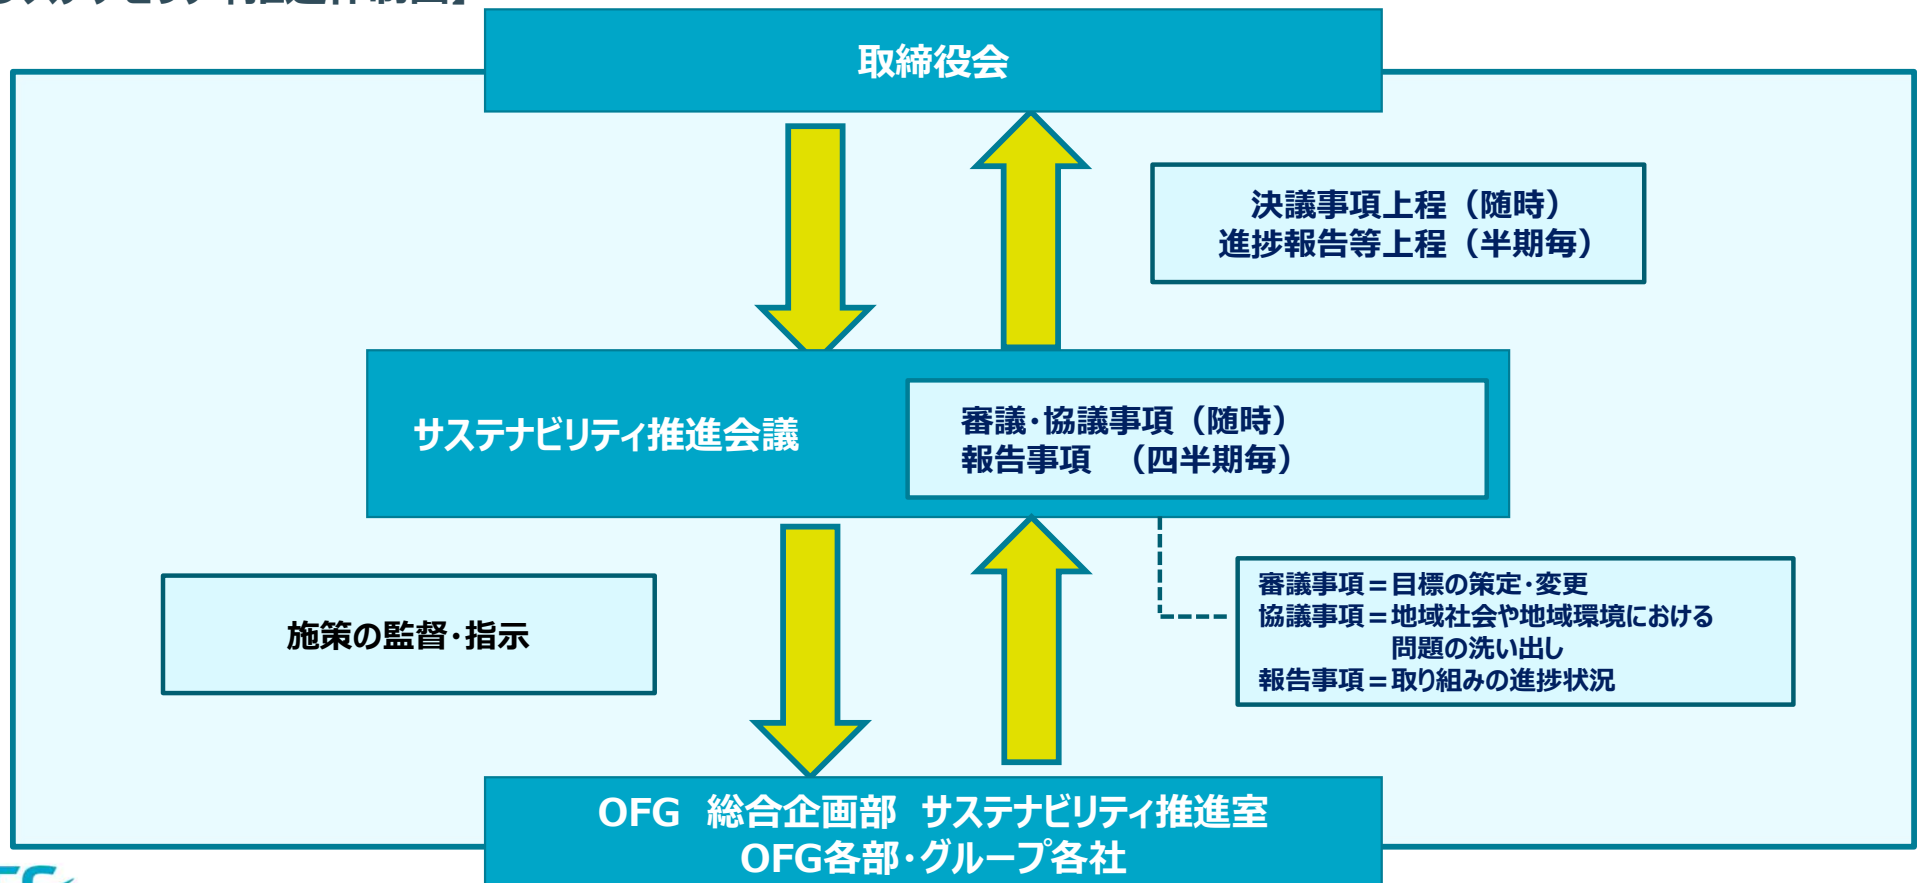 取締役会
決議事項上程（随時）
進捗報告等上程（半期毎）
サステナビリティ推進会議
審議・協議事項（随時）
報告事項　（四半期毎）
施策の監督・指示
審議事項＝目標の策定・変更
協議事項＝地域社会や地域環境における
問題の洗い出し
報告事項＝取り組みの進捗状況
OFG　総合企画部　サステナビリティ推進室
OFG各部・グループ各社